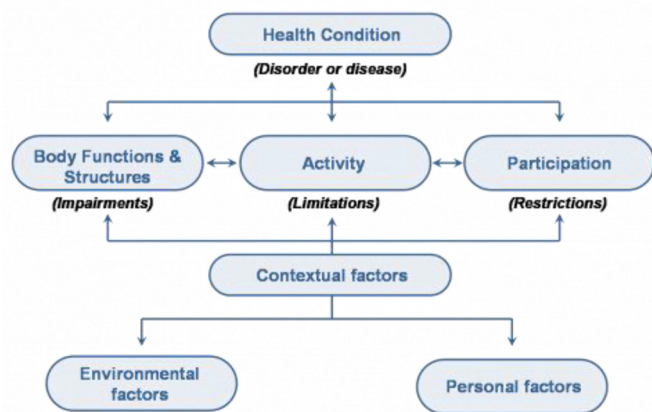 Health Condition
(Disorder or disease)
Body Functions &
Structures
Activity
Participation
(Impairments)
(Limitations)
(Restrictions)
Contextual factors
Environmental
factors
Personal factors